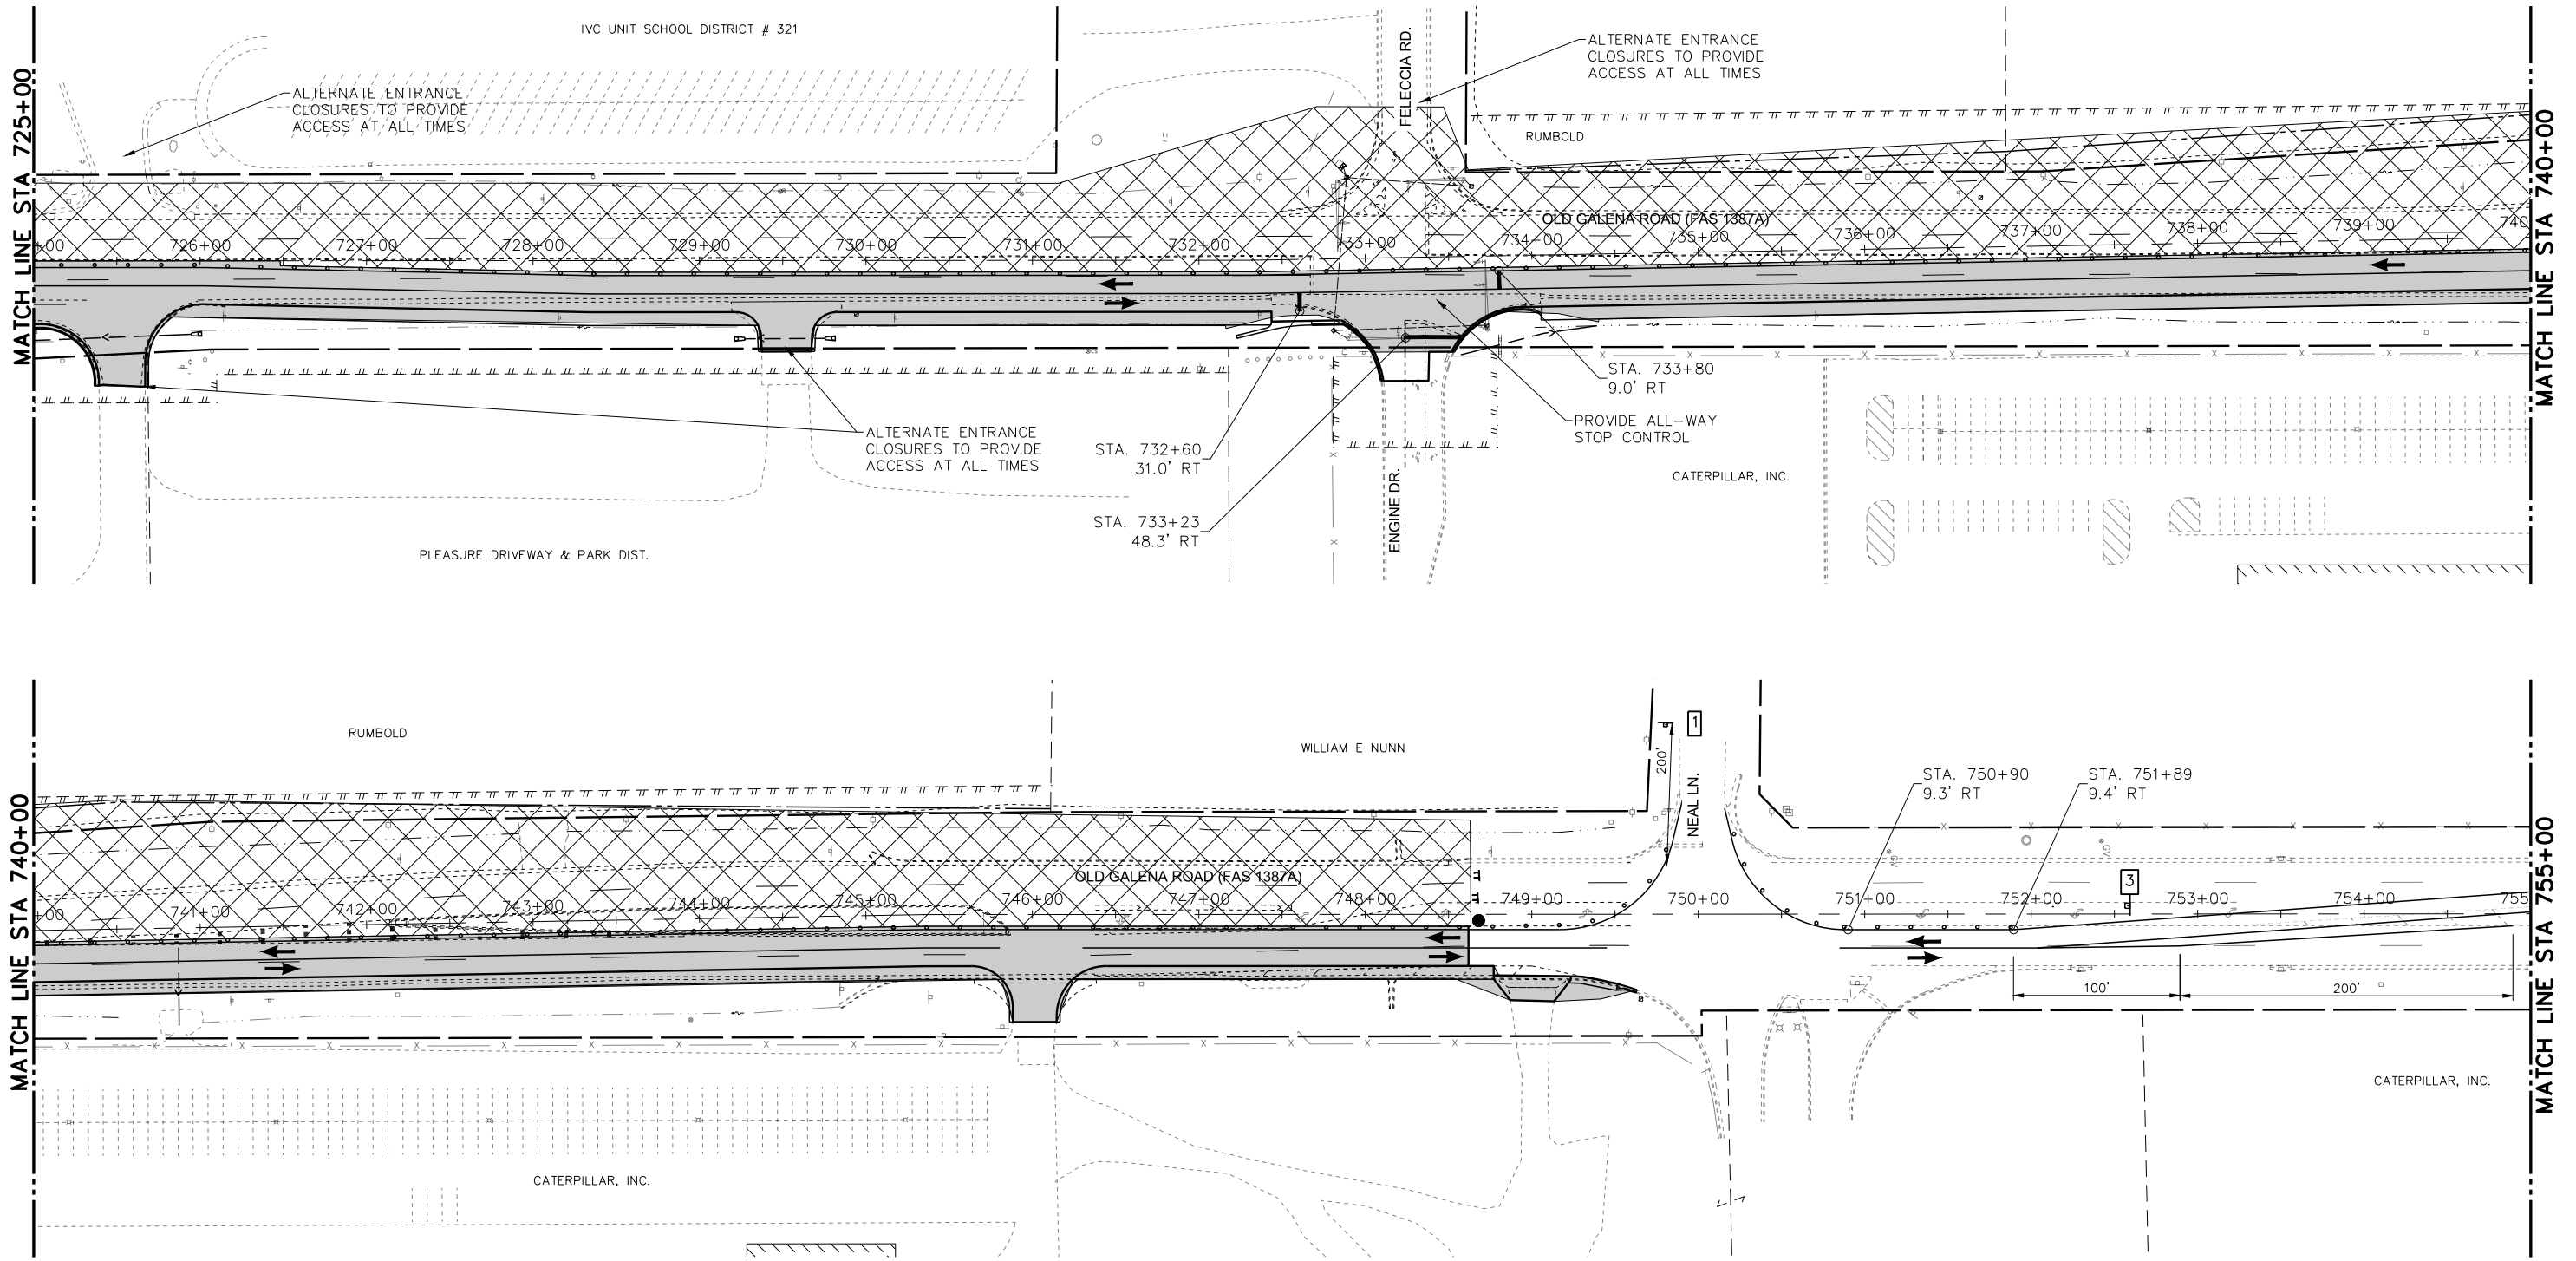 IVC UNIT SCHOOL DISTRICT # 321
ALTERNATE ENTRANCE
CLOSURES TO PROVIDE
ACCESS AT ALL TIMES
FELECCIA RD.
ALTERNATE ENTRANCE
CLOSURES TO PROVIDE
ACCESS AT ALL TIMES
RUMBOLD
MATCH LINE STA 725+00
MATCH LINE STA 740+00
OLD GALENA ROAD (FAS 1387A)
+00
726+00
727+00
728+00
729+00
730+00
731+00
732+00
733+00
734+00
735+00
736+00
737+00
738+00
739+00
740
STA. 733+80
9.0' RT
PROVIDE ALL-WAY
STOP CONTROL
ALTERNATE ENTRANCE
CLOSURES TO PROVIDE
ACCESS AT ALL TIMES
STA. 732+60
31.0' RT
STA. 733+23
48.3' RT
ENGINE DR.
CATERPILLAR, INC.
PLEASURE DRIVEWAY & PARK DIST.
RUMBOLD
WILLIAM E NUNN
1
200'
NEAL LN.
STA. 750+90
9.3' RT
STA. 751+89
9.4' RT
MATCH LINE STA 740+00
MATCH LINE STA 755+00
3
OLD GALENA ROAD (FAS 1387A)
+00
741+00
742+00
743+00
744+00
745+00
746+00
747+00
748+00
749+00
750+00
751+00
752+00
753+00
754+00
755
100'
200'
CATERPILLAR, INC.
CATERPILLAR, INC.